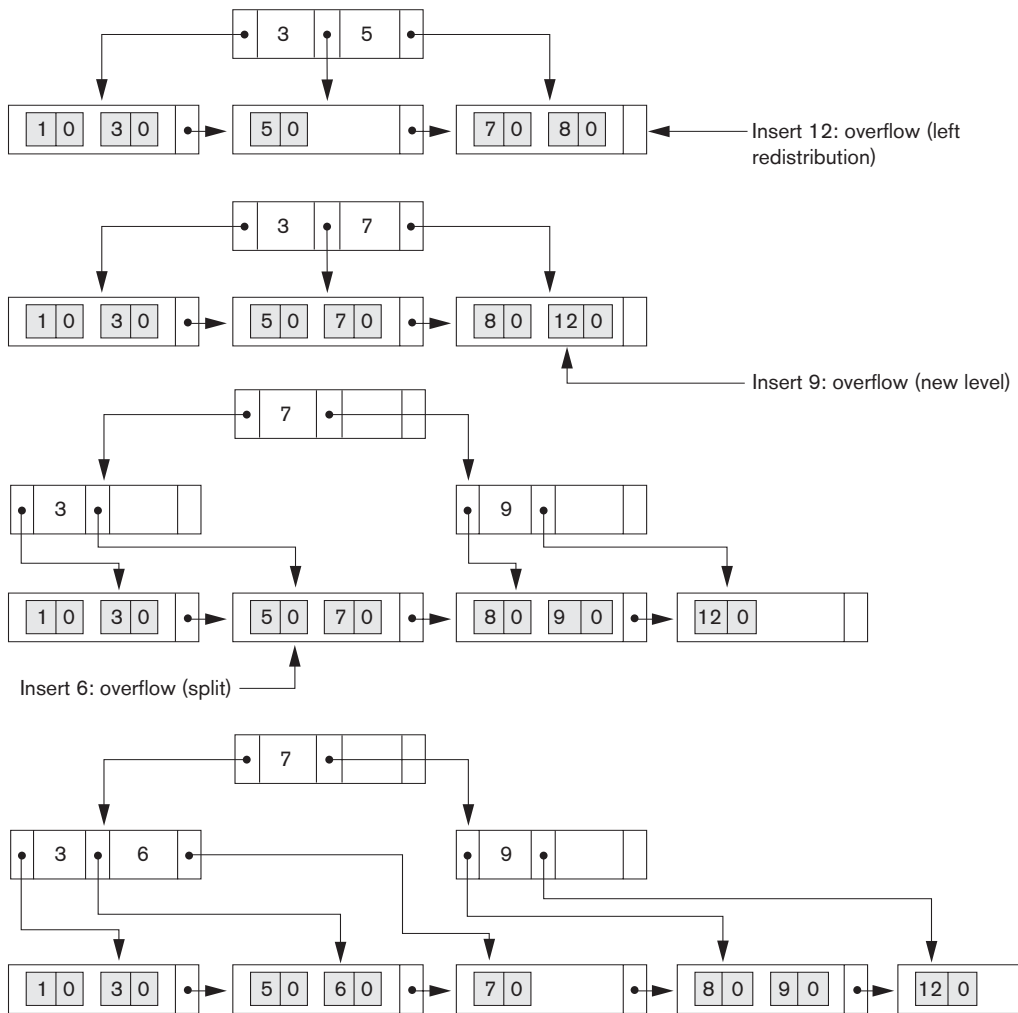 3 5
1 0 3 0 5 0 7 0 8 0
Insert 12: overflow (left
redistribution)
3 7
1 0 3 0 5 0 7 0 8 0 12 0
Insert 9: overflow (new level)
7
3 9
1 0 3 0 5 0 7 0 8 0 9 0 12 0
Insert 6: overflow (split)
7
3 6 9
1 0 3 0 5 0 6 0 7 0 8 0 9 0 12 0